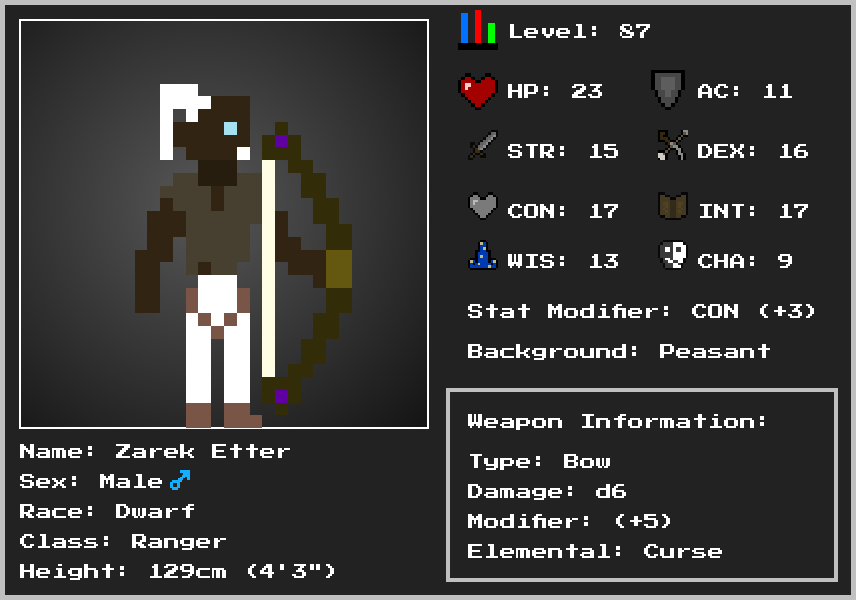 Level: 87
HP: 23
AC: 11
STR: 15
DEX: 16
CON: 17
INT: 17
WIS: 13
CHA: 9
Stat Modifier: CON (+3)
Background: Peasant
Name: Zarek Etter
Sex: Male ♂
Race: Dwarf
Class: Ranger
Height: 129cm (4'3")
Weapon Information:
Type: Bow
Damage: d6
Modifier: (+5)
Elemental: Curse